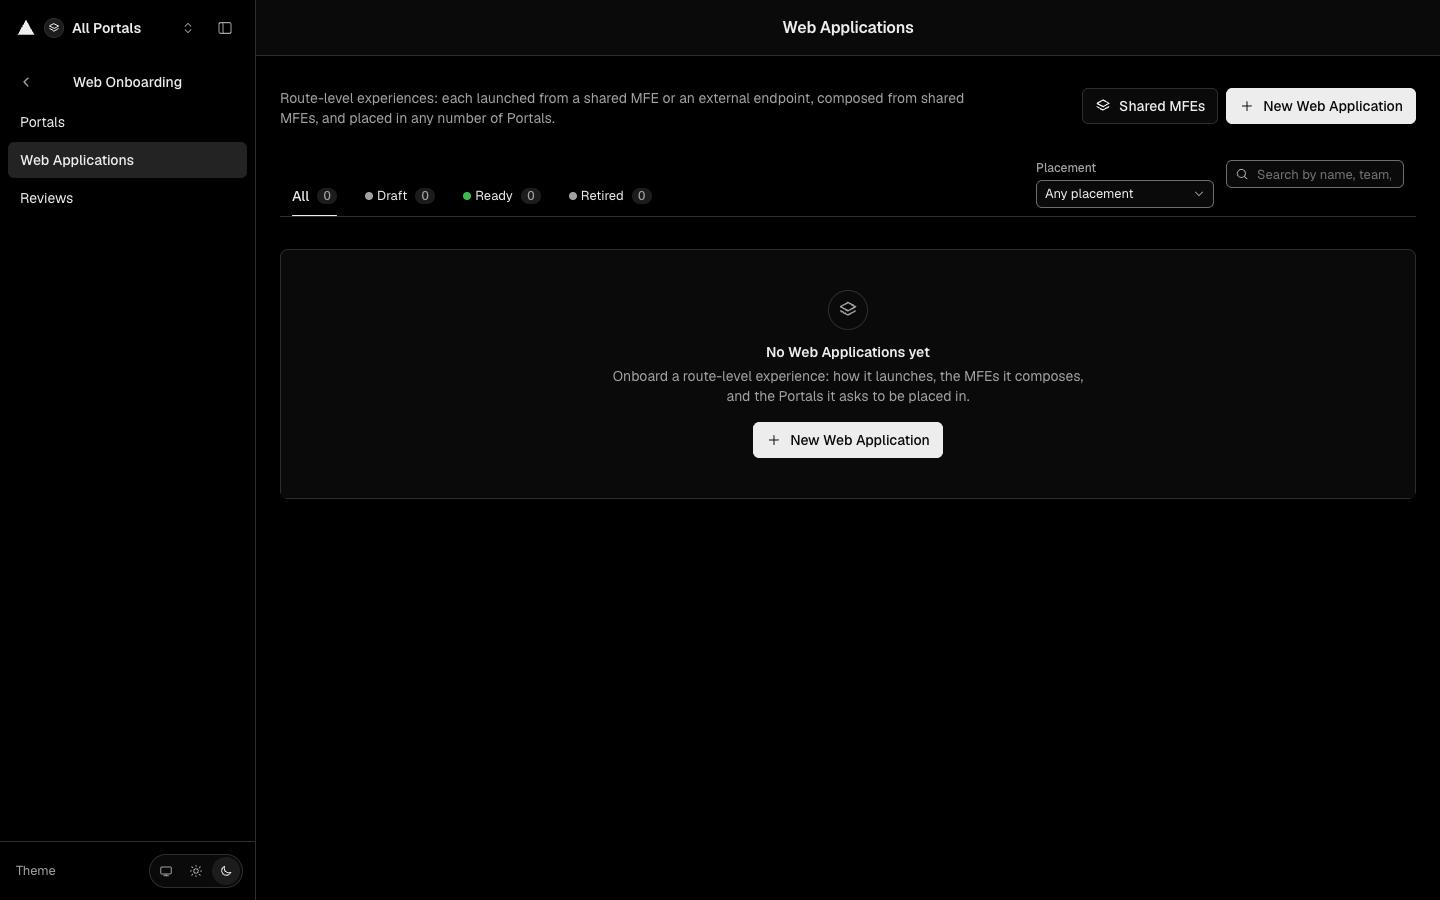 All Portals
Web Onboarding
Portals
Web Applications
Reviews
Theme
Web Applications
Route-level experiences: each launched from a shared MFE or an external endpoint, composed from shared
MFEs, and placed in any number of Portals.
Shared MFEs
New Web Application
All 0
Draft 0
Ready 0
Retired 0
Placement
Any placement
Search by name, team,
No Web Applications yet
Onboard a route-level experience: how it launches, the MFEs it composes,
and the Portals it asks to be placed in.
New Web Application